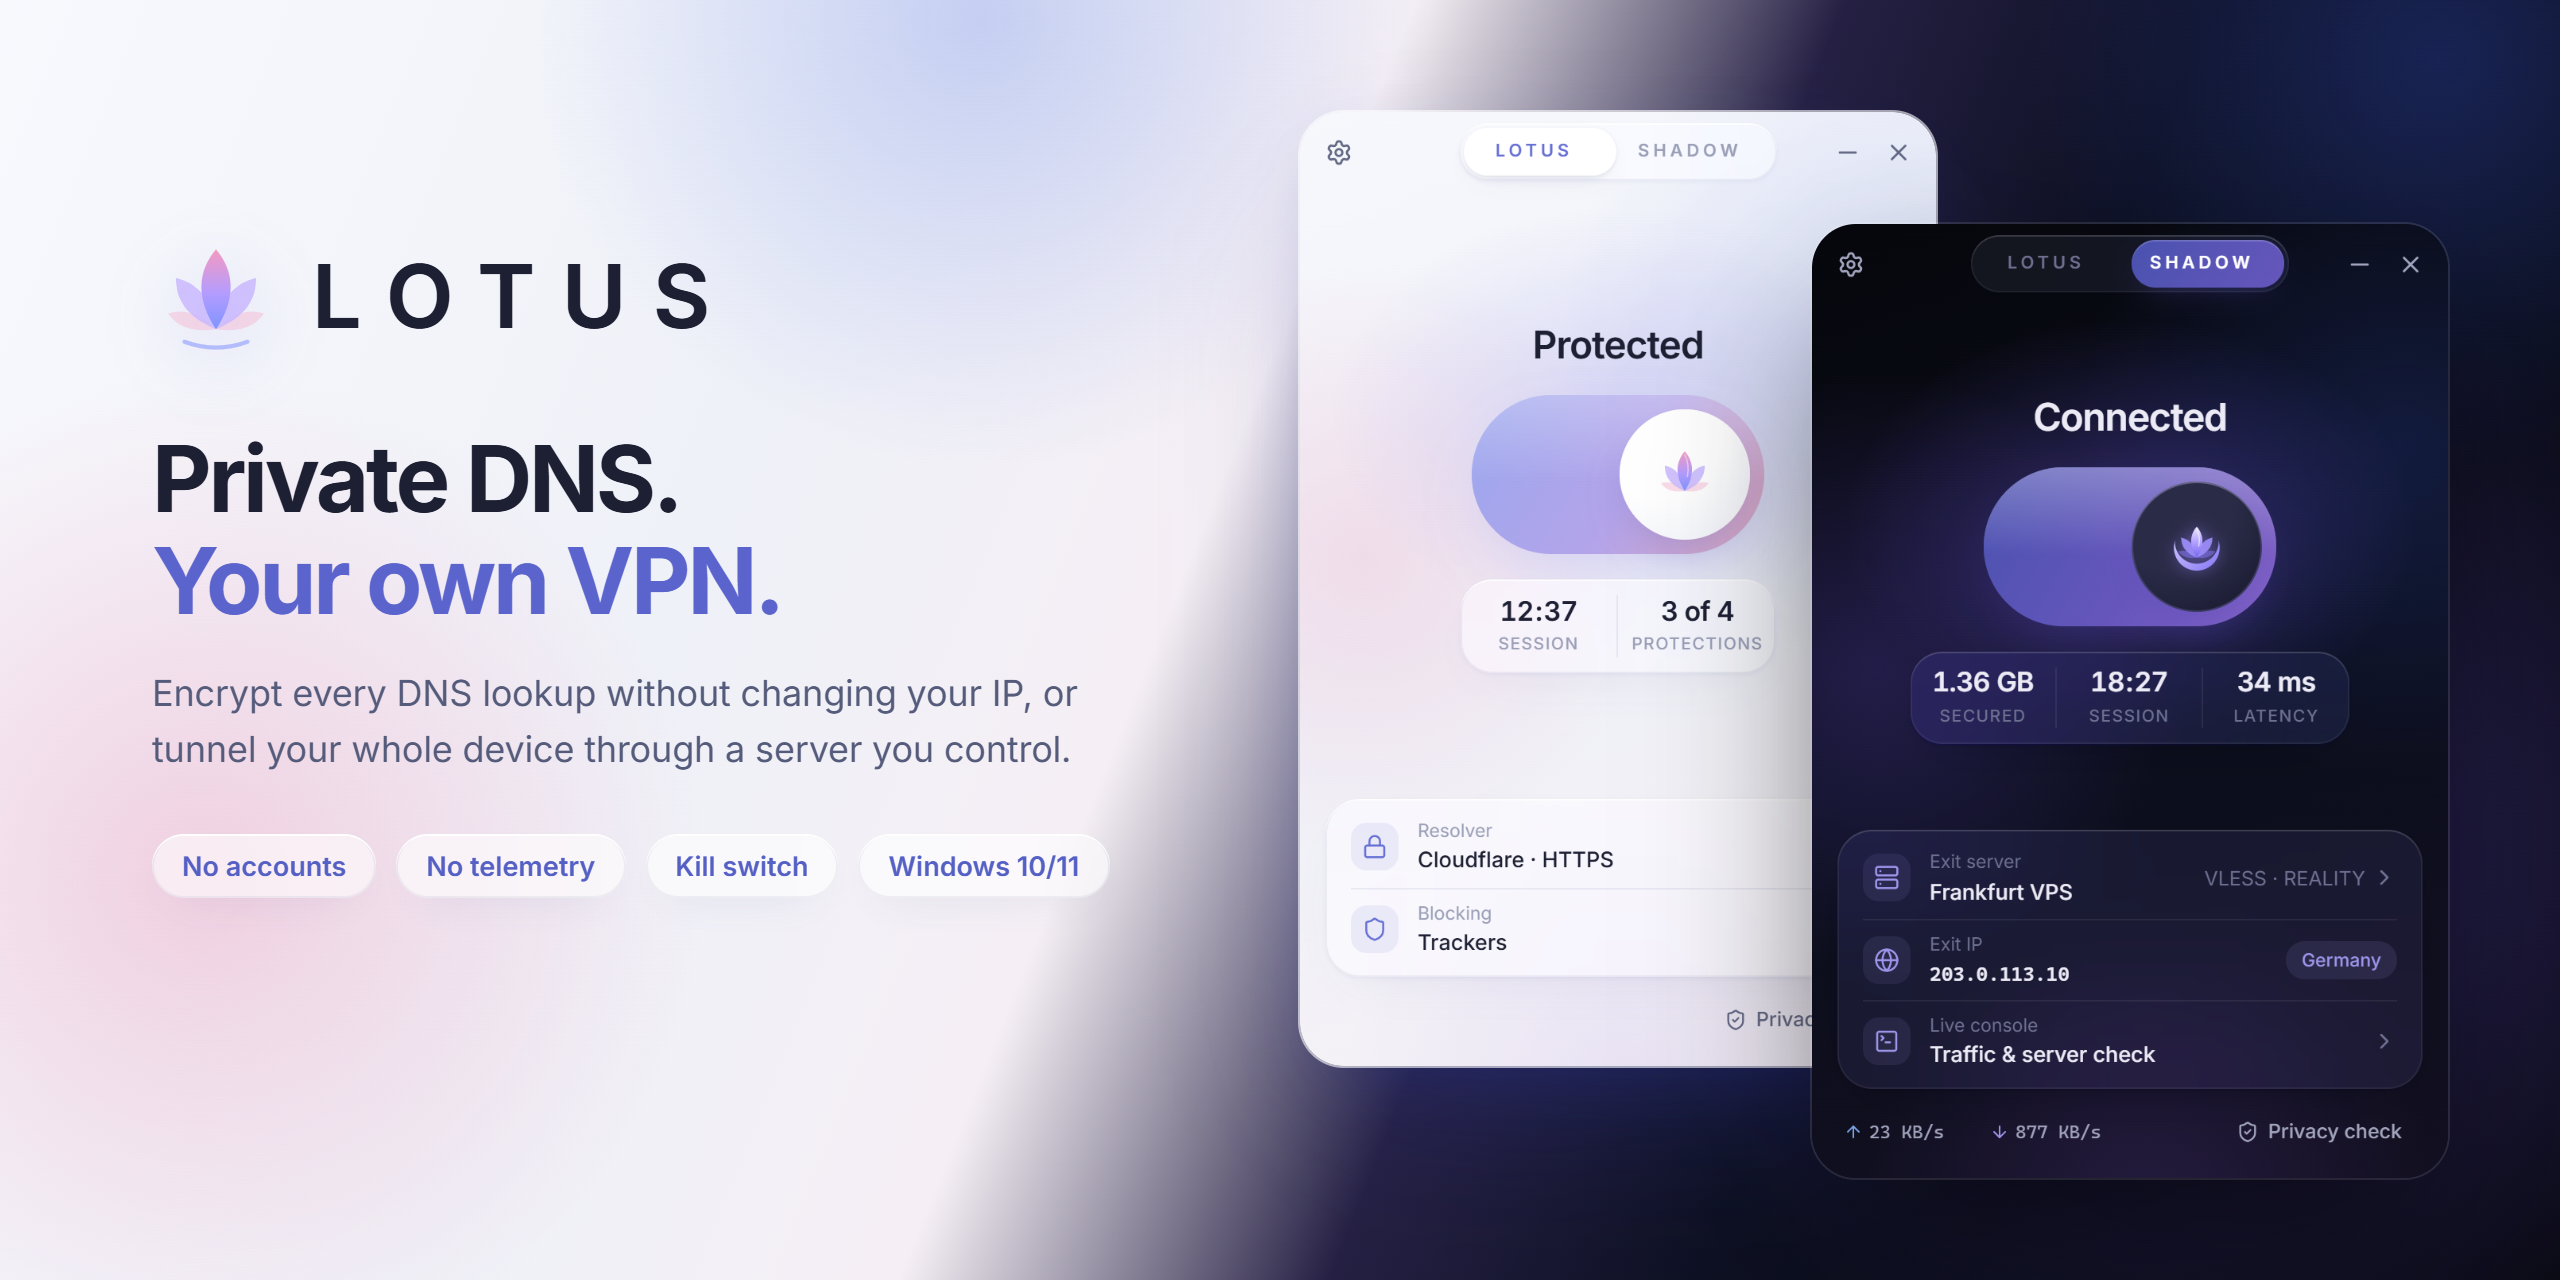 LOTUS
Private DNS.
Your own VPN.
Encrypt every DNS lookup without changing your IP, or
tunnel your whole device through a server you control.
No accounts
No telemetry
Kill switch
Windows 10/11
LOTUS
SHADOW
Protected
12:37
SESSION
3 of 4
PROTECTIONS
Resolver
Cloudflare · HTTPS
Blocking
Trackers
Privac
LOTUS
SHADOW
Connected
1.36 GB
SECURED
18:27
SESSION
34 ms
LATENCY
Exit server
Frankfurt VPS
VLESS · REALITY
Exit IP
203.0.113.10
Germany
Live console
Traffic & server check
23 KB/s
877 KB/s
Privacy check